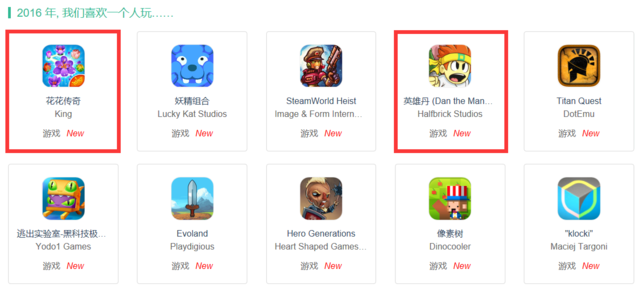 2016 年, 我们喜欢一个人玩……
花花传奇
King
游戏 New
妖精组合
Lucky Kat Studios
游戏 New
SteamWorld Heist
Image & Form Intern...
游戏 New
英雄丹 (Dan the Man...
Halfbrick Studios
游戏 New
Titan Quest
DotEmu
游戏 New
逃出实验室-黑科技极...
Yodo1 Games
游戏 New
Evoland
Playdigious
游戏 New
Hero Generations
Heart Shaped Games...
游戏 New
像素树
Dinocooler
游戏 New
"klocki"
Maciej Targoni
游戏 New